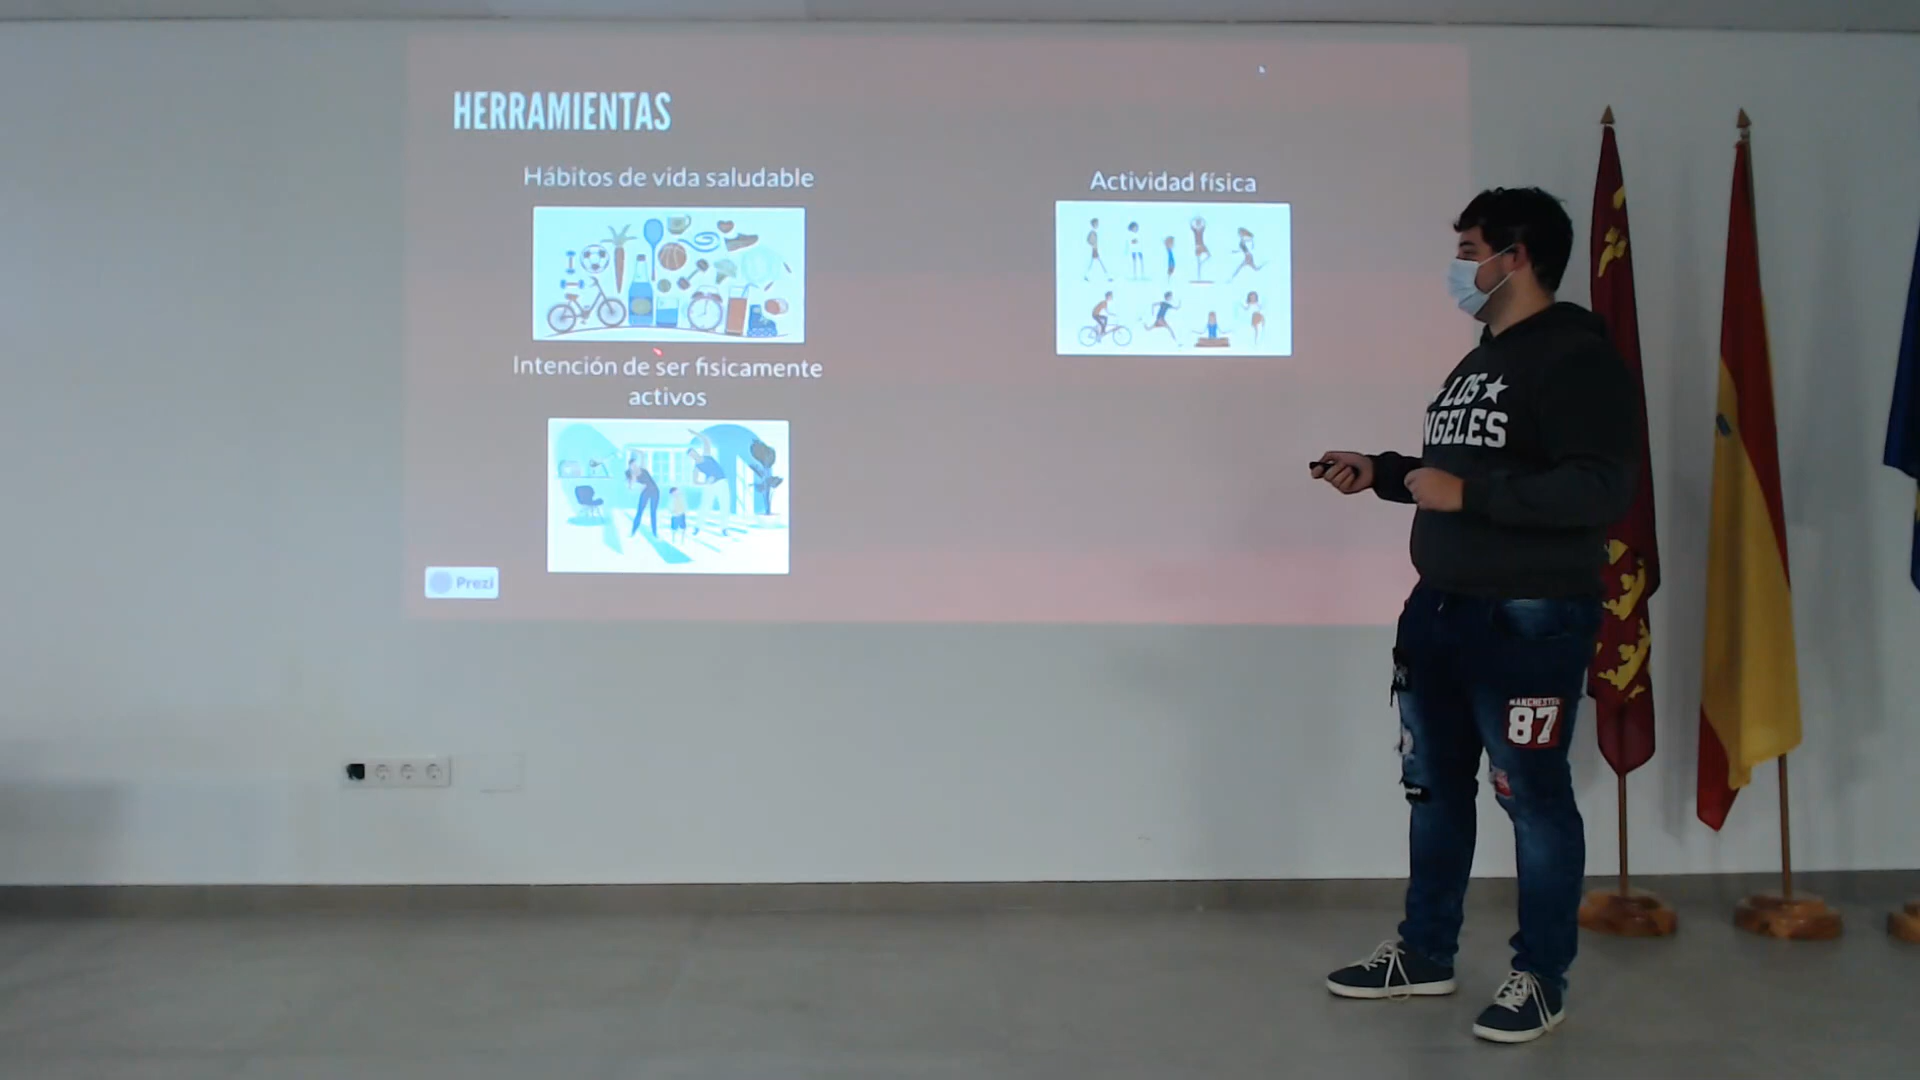 HERRAMIENTAS
Hábitos de vida saludable
Actividad física
Intención de ser fisicamente
activos
Prezi
LOS
NGELES
MANCHESTER
87